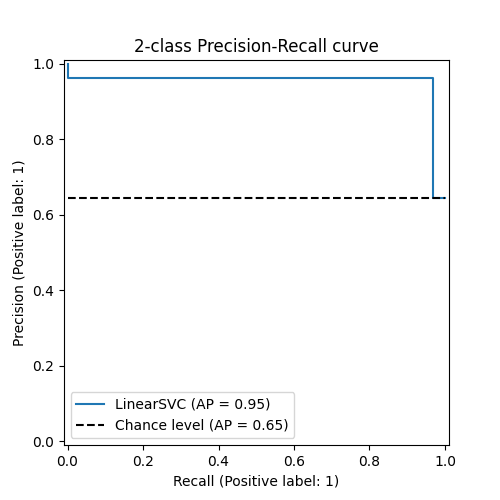 2-class Precision-Recall curve
1.0
0.8
0.6
0.4
0.2
0.0
Precision (Positive label: 1)
LinearSVC (AP = 0.95)
Chance level (AP = 0.65)
0.0 0.2 0.4 0.6 0.8 1.0
Recall (Positive label: 1)